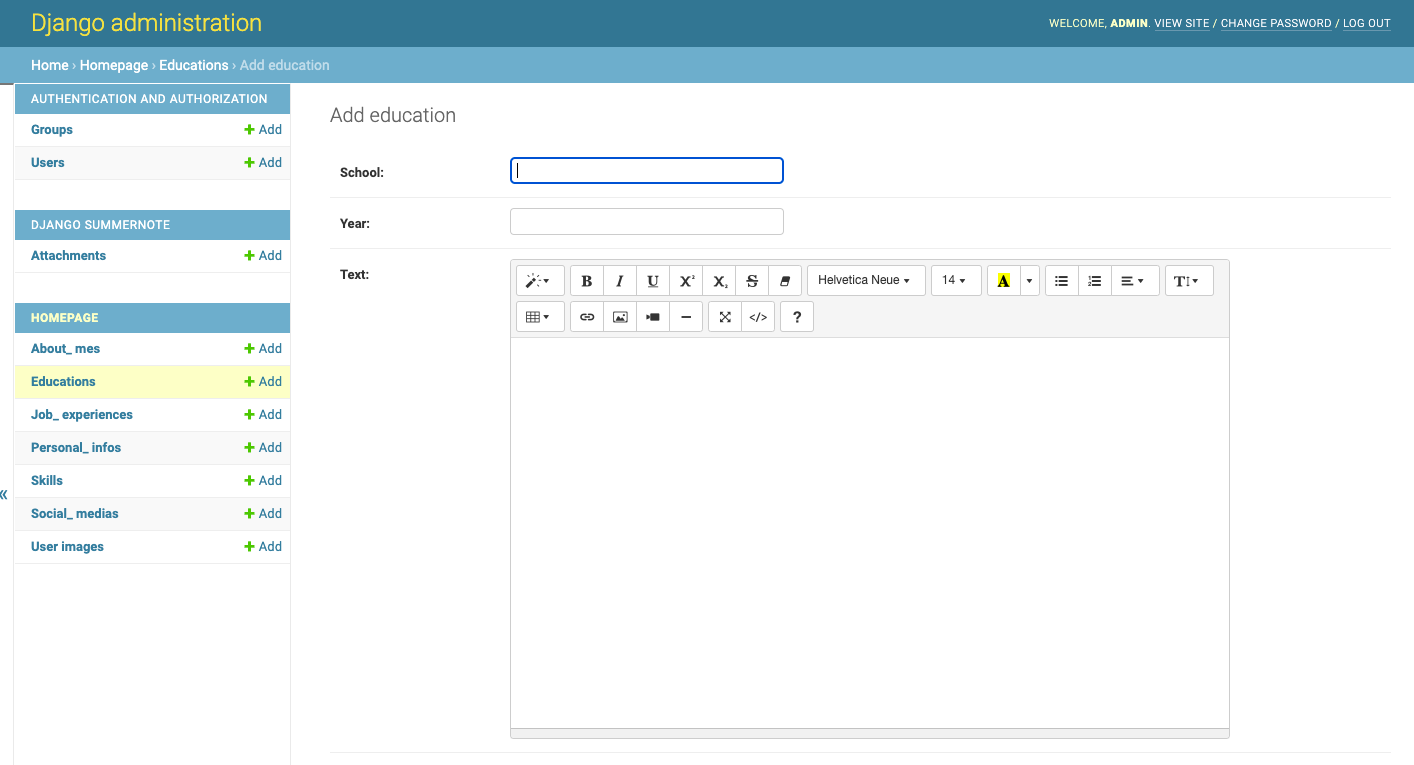 Django administration
WELCOME, ADMIN. VIEW SITE / CHANGE PASSWORD / LOG OUT
Home › Homepage › Educations › Add education
AUTHENTICATION AND AUTHORIZATION
Groups + Add
Users + Add
DJANGO SUMMERNOTE
Attachments + Add
HOMEPAGE
About_ mes + Add
Educations + Add
Job_ experiences + Add
Personal_ infos + Add
Skills + Add
Social_ medias + Add
User images + Add
«
Add education
School:
Year:
Text:
B I U X² X₂ S Helvetica Neue 14 A T
</> ?